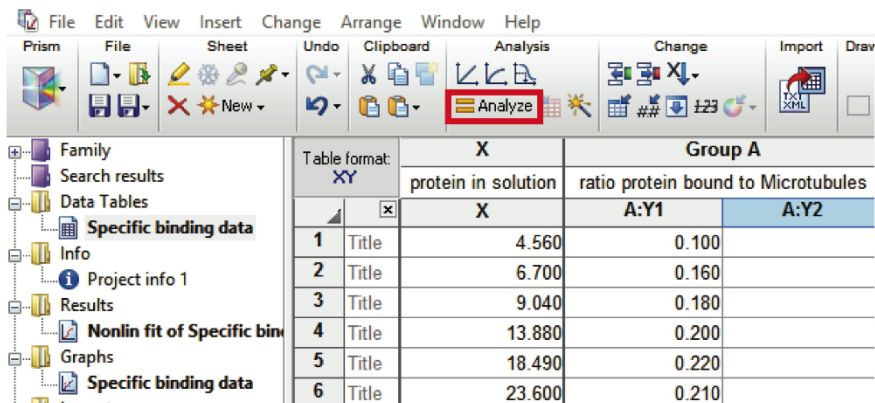 File Edit View Insert Change Arrange Window Help
Prism File Sheet Undo Clipboard Analysis Change Import Draw
New
Analyze
123
TXT
XML
Family
Search results
Data Tables
Specific binding data
Info
Project info 1
Results
Nonlin fit of Specific bind
Graphs
Specific binding data
Table format:
XY
X Group A
protein in solution ratio protein bound to Microtubules
X A:Y1 A:Y2
1 Title 4.560 0.100
2 Title 6.700 0.160
3 Title 9.040 0.180
4 Title 13.880 0.200
5 Title 18.490 0.220
6 Title 23.600 0.210